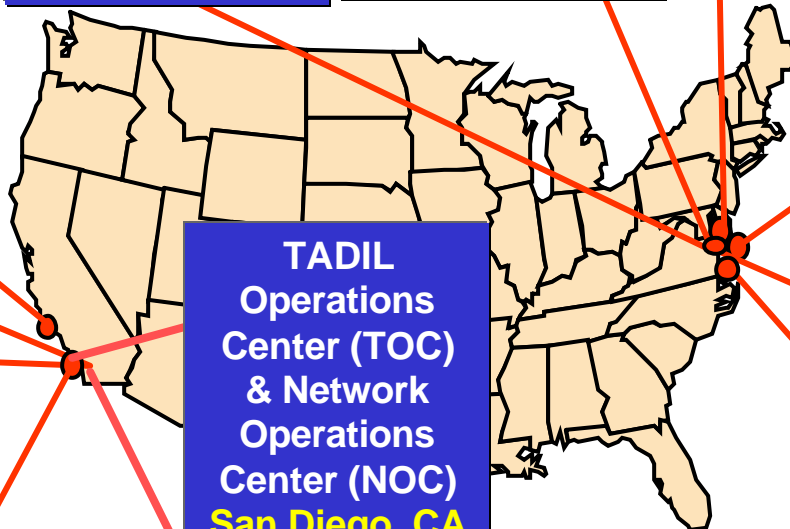 TADIL
Operations
Center (TOC)
& Network
Operations
Center (NOC)
San Diego, CA